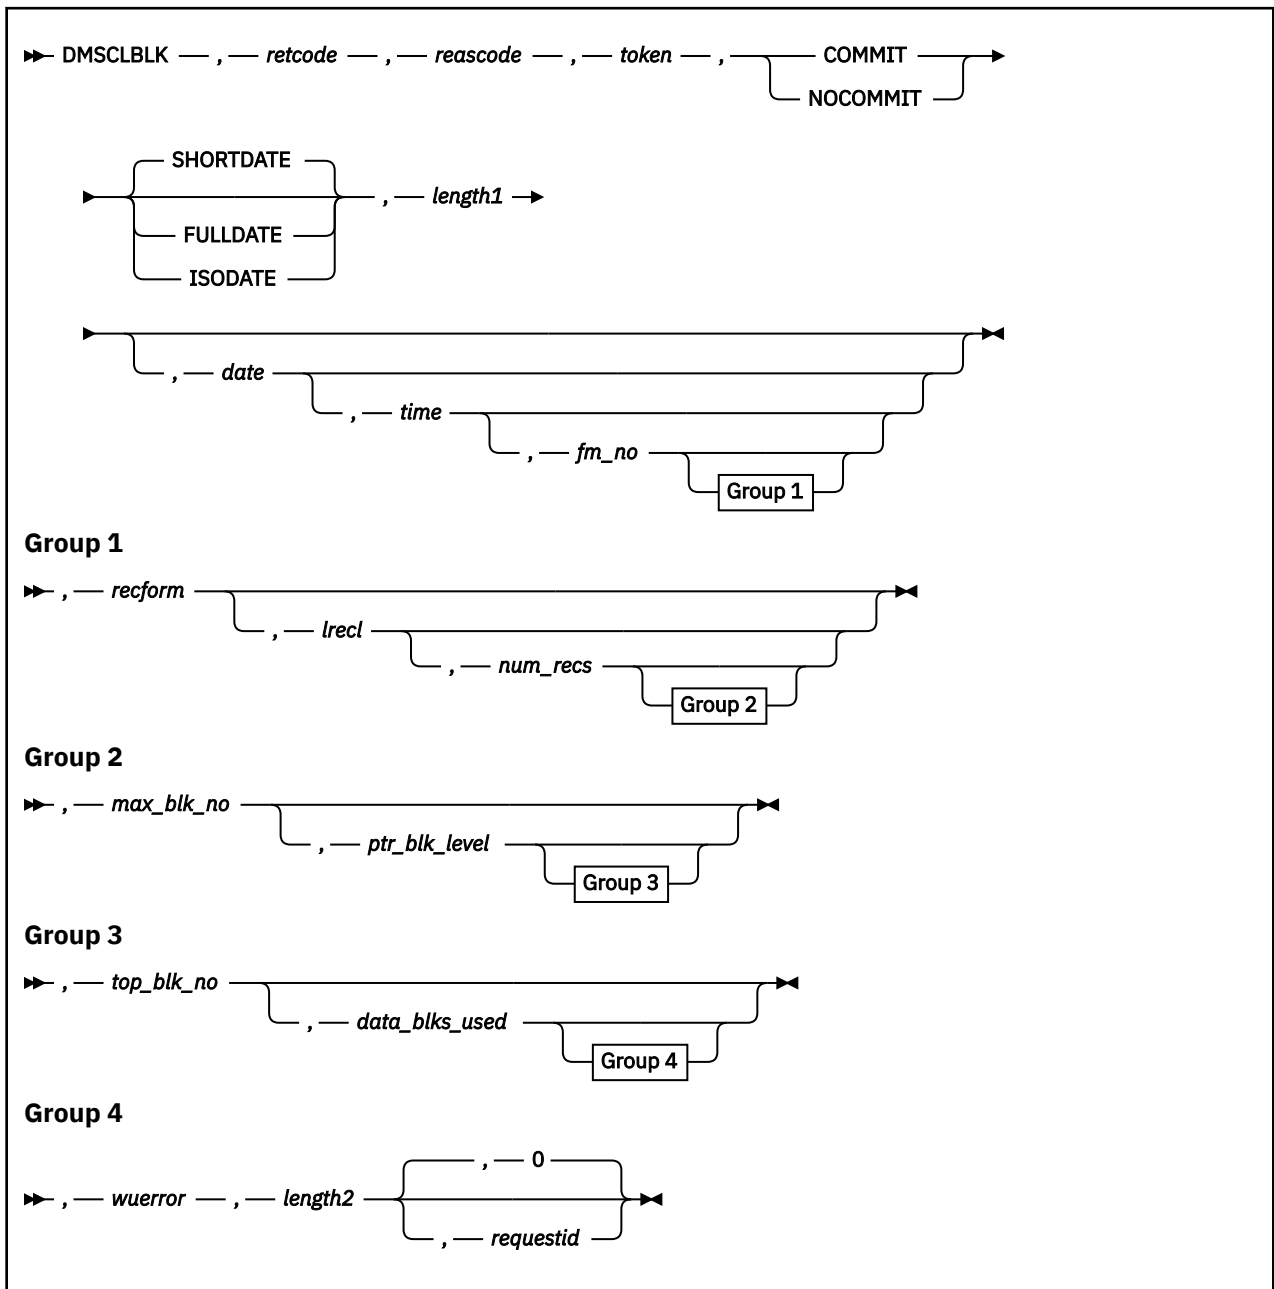 DMSCLBLK , retcode , reascode , token , COMMIT
NOCOMMIT
SHORTDATE
, length1
FULLDATE
ISODATE
, date
, time
, fm_no
Group 1
Group 1
, recform
, lrecl
, num_recs
Group 2
Group 2
, max_blk_no
, ptr_blk_level
Group 3
Group 3
, top_blk_no
, data_blks_used
Group 4
Group 4
, 0
, wuerror , length2
, requestid